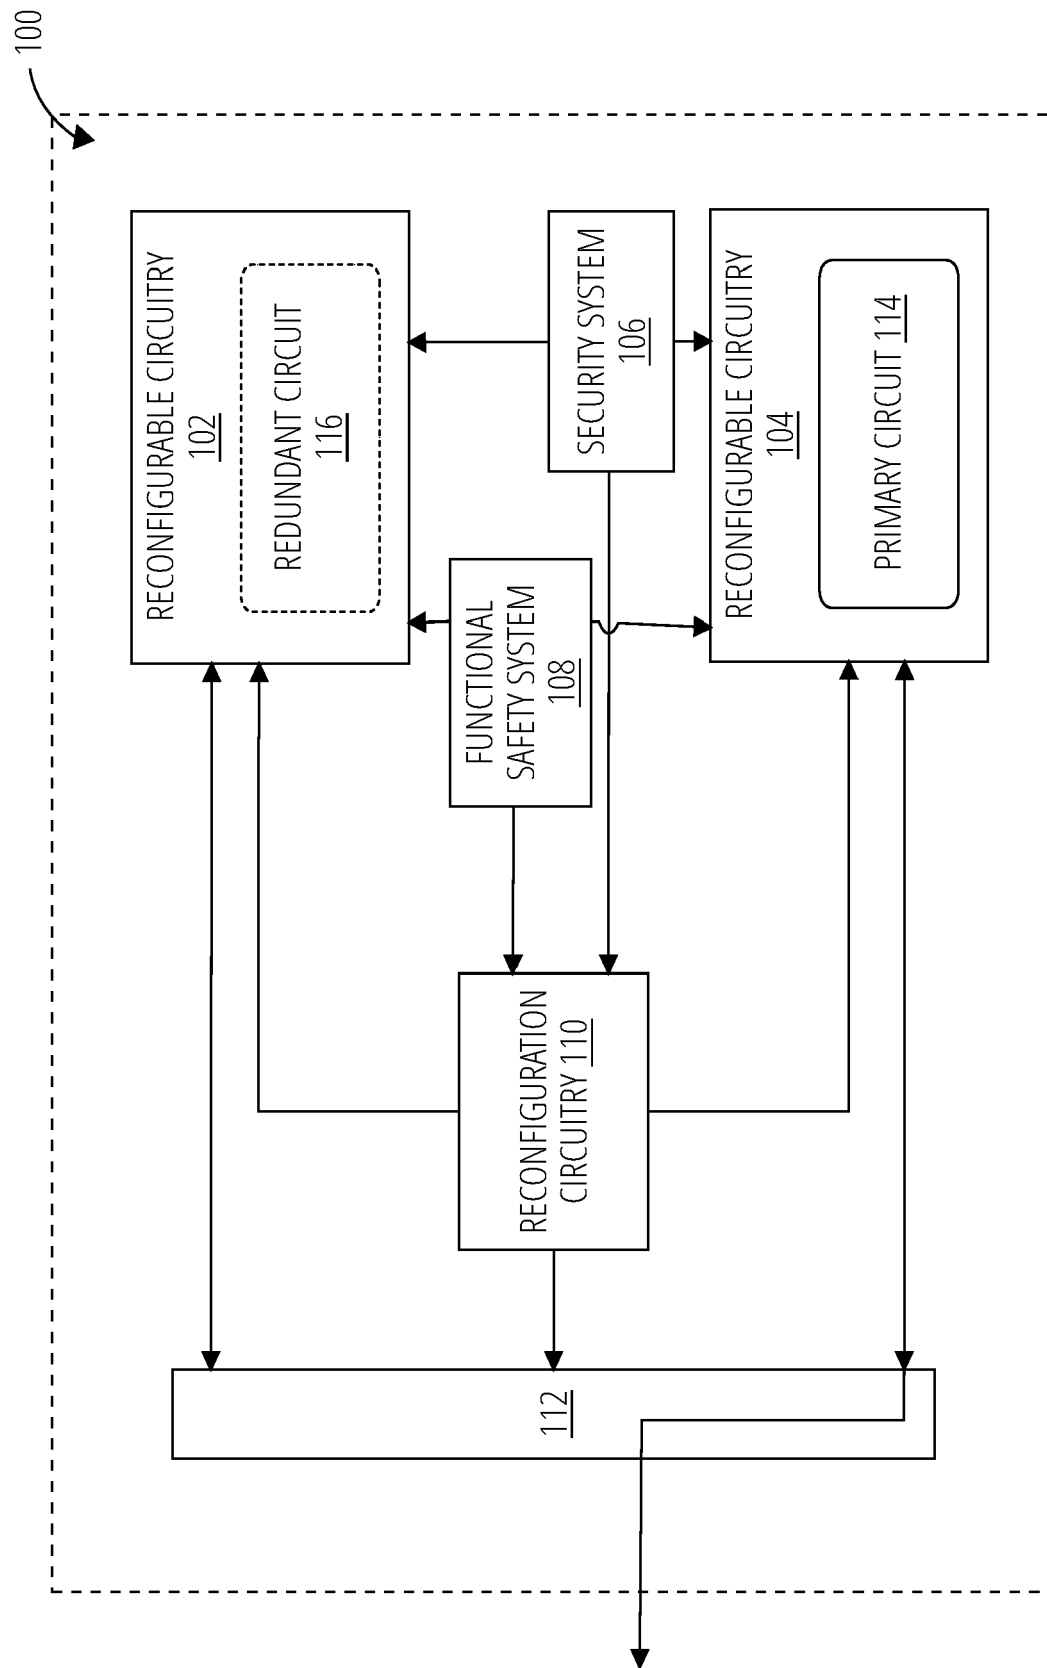 100
RECONFIGURABLE CIRCUITRY
102
REDUNDANT CIRCUIT
116
SECURITY SYSTEM
106
RECONFIGURABLE CIRCUITRY
104
PRIMARY CIRCUIT 114
FUNCTIONAL
SAFETY SYSTEM
108
RECONFIGURATION
CIRCUITRY 110
112